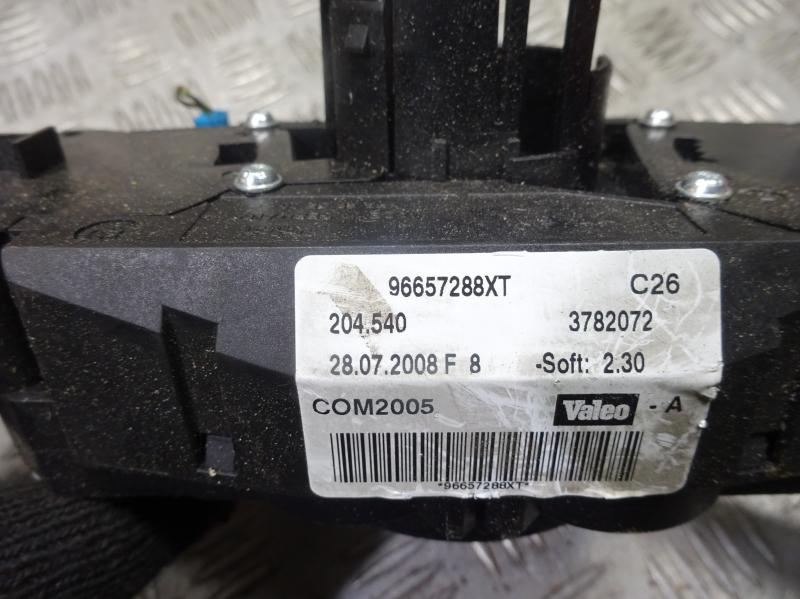 96657288XT C26
204.540 3782072
28.07.2008 F 8 -Soft: 2.30
COM2005 Valeo - A
*96657288XT*